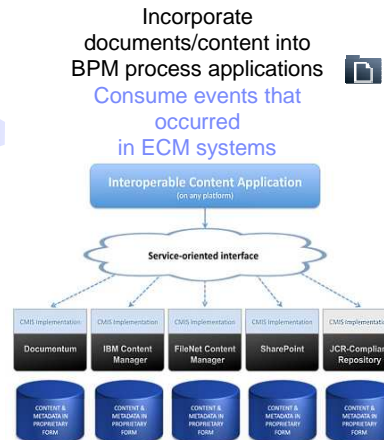 Incorporate
documents/content into
BPM process applications
Consume events that
occurred
in ECM systems
Interoperable Content Application
(on any platform)
Service-oriented interface
CMIS Implementation CMIS Implementation CMIS Implementation CMIS Implementation CMIS Implementation
Documentum IBM Content Manager FileNet Content Manager SharePoint JCR-Complian Repository
CONTENT & CONTENT & CONTENT & CONTENT & CONTENT &
METADATA IN METADATA IN METADATA IN METADATA IN METADATA IN
PROPRIETARY PROPRIETARY PROPRIETARY PROPRIETARY PROPRIETARY
FORM FORM FORM FORM FORM